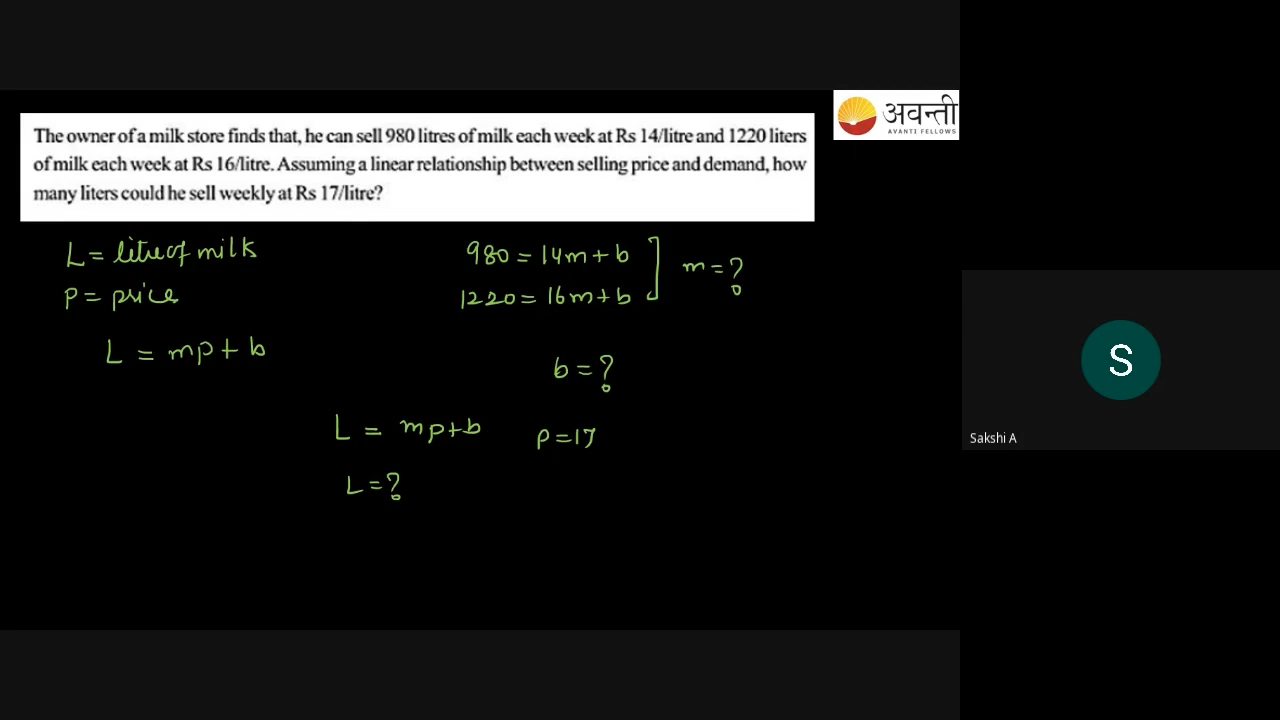 अवन्ती
AVANTI FELLOWS
The owner of a milk store finds that, he can sell 980 litres of milk each week at Rs 14/litre and 1220 liters
of milk each week at Rs 16/litre. Assuming a linear relationship between selling price and demand, how
many liters could he sell weekly at Rs 17/litre?
L = litre of milk
P = price
L = mp + b
980 = 14m + b
1220 = 16m + b
m = ?
b = ?
L = mp+b
P = 17
L = ?
S
Sakshi A